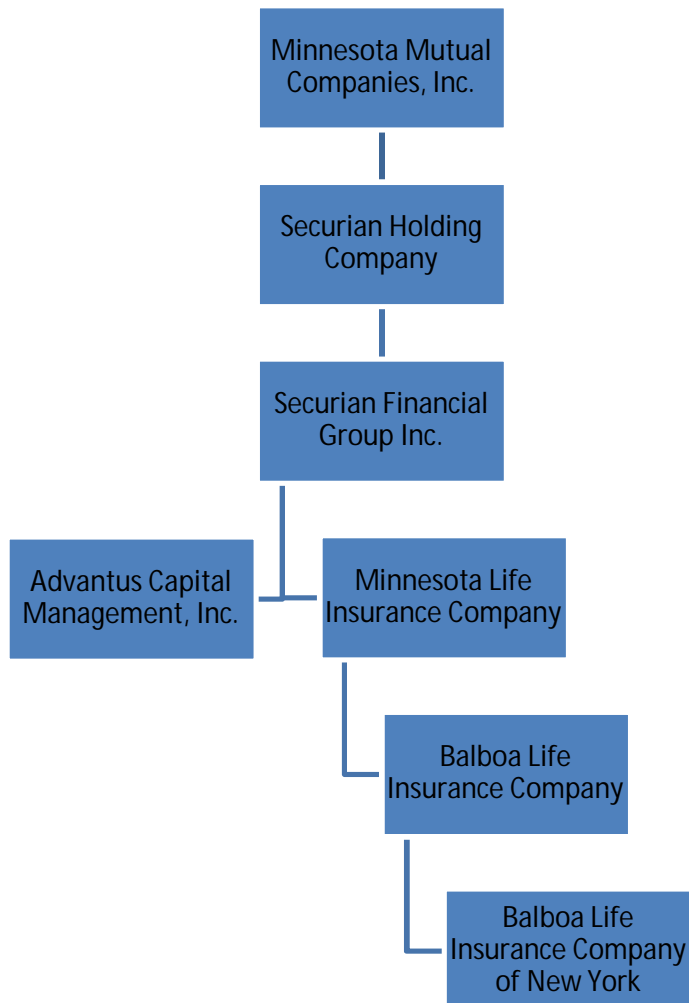 Minnesota Mutual
Companies, Inc.
Securian Holding
Company
Securian Financial
Group Inc.
Advantus Capital
Management, Inc.
Minnesota Life
Insurance Company
Balboa Life
Insurance Company
Balboa Life
Insurance Company
of New York